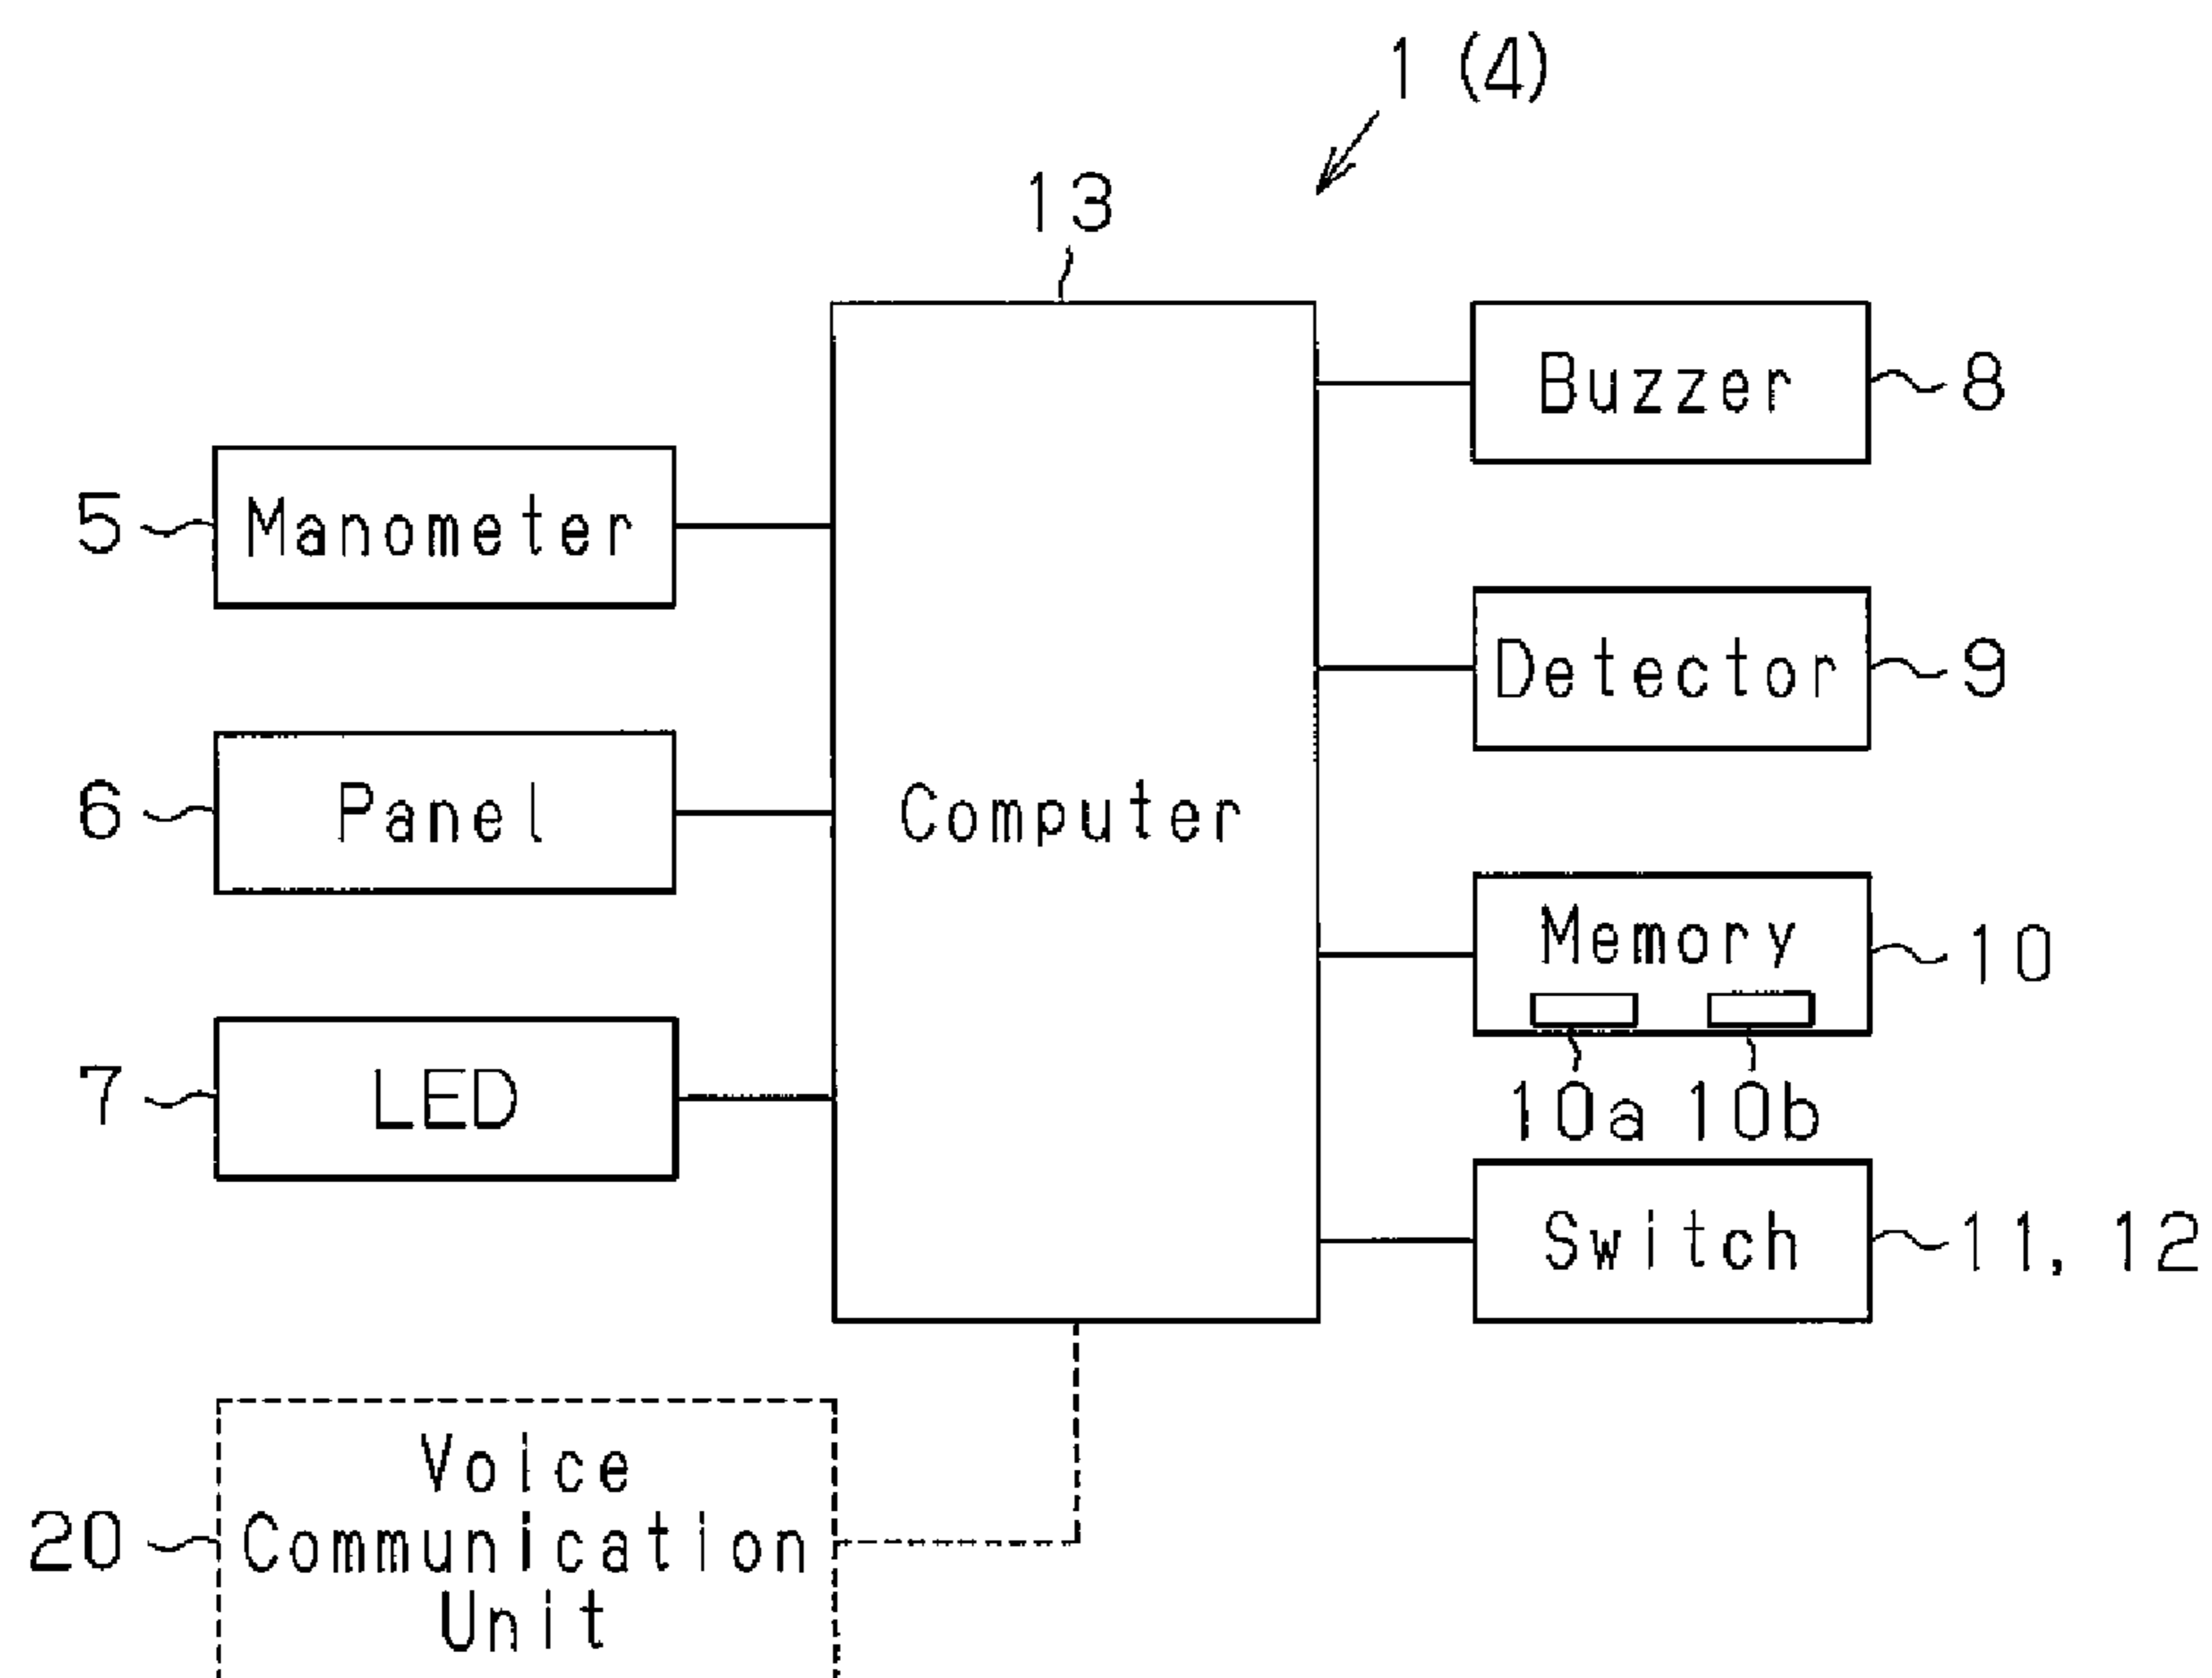 1 (4)
13
Buzzer 8
5 Manometer
Detector 9
6 Panel
Computer
Memory 10
10a 10b
7 LED
Switch 11, 12
Voice
20 Communication
Unit